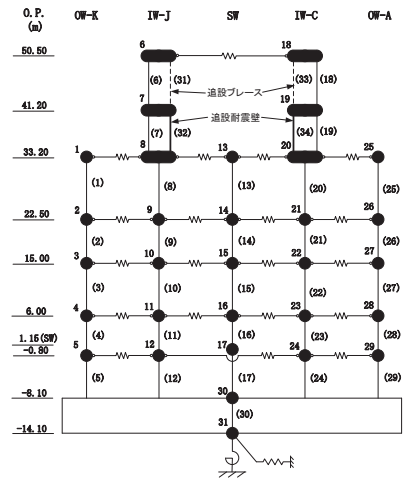 O.P. OW-K IW-J SW IW-C OW-A
(m)
50.50 6 18
(6) (31) (33) (18)
追設ブレース
41.20 7 19
追設耐震壁
(7) (32) (34) (19)
33.20 1 8 13 20 25
(1) (8) (13) (20) (25)
22.50 2 9 14 21 26
(2) (9) (14) (21) (26)
15.00 3 10 15 22 27
(3) (10) (15) (22) (27)
6.00 4 11 16 23 28
1.15(SW) (4) (11) (16) (23) (28)
-0.80 5 12 17 24 29
(5) (12) (17) (24) (29)
-8.10 30
(30)
-14.10 31